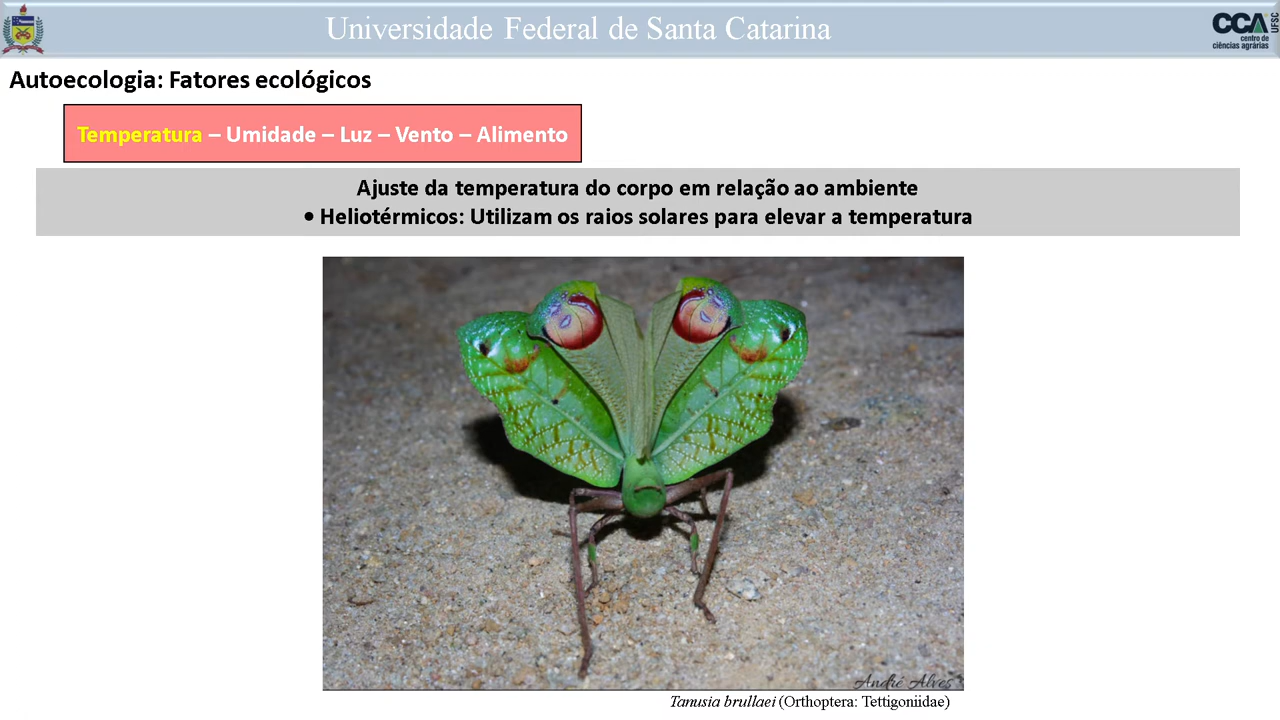 Universidade Federal de Santa Catarina
CCA UFSC
centro de
ciências agrárias
Autoecologia: Fatores ecológicos
Temperatura – Umidade – Luz – Vento – Alimento
Ajuste da temperatura do corpo em relação ao ambiente
• Heliotérmicos: Utilizam os raios solares para elevar a temperatura
André Alves
Tanusia brullaei (Orthoptera: Tettigoniidae)